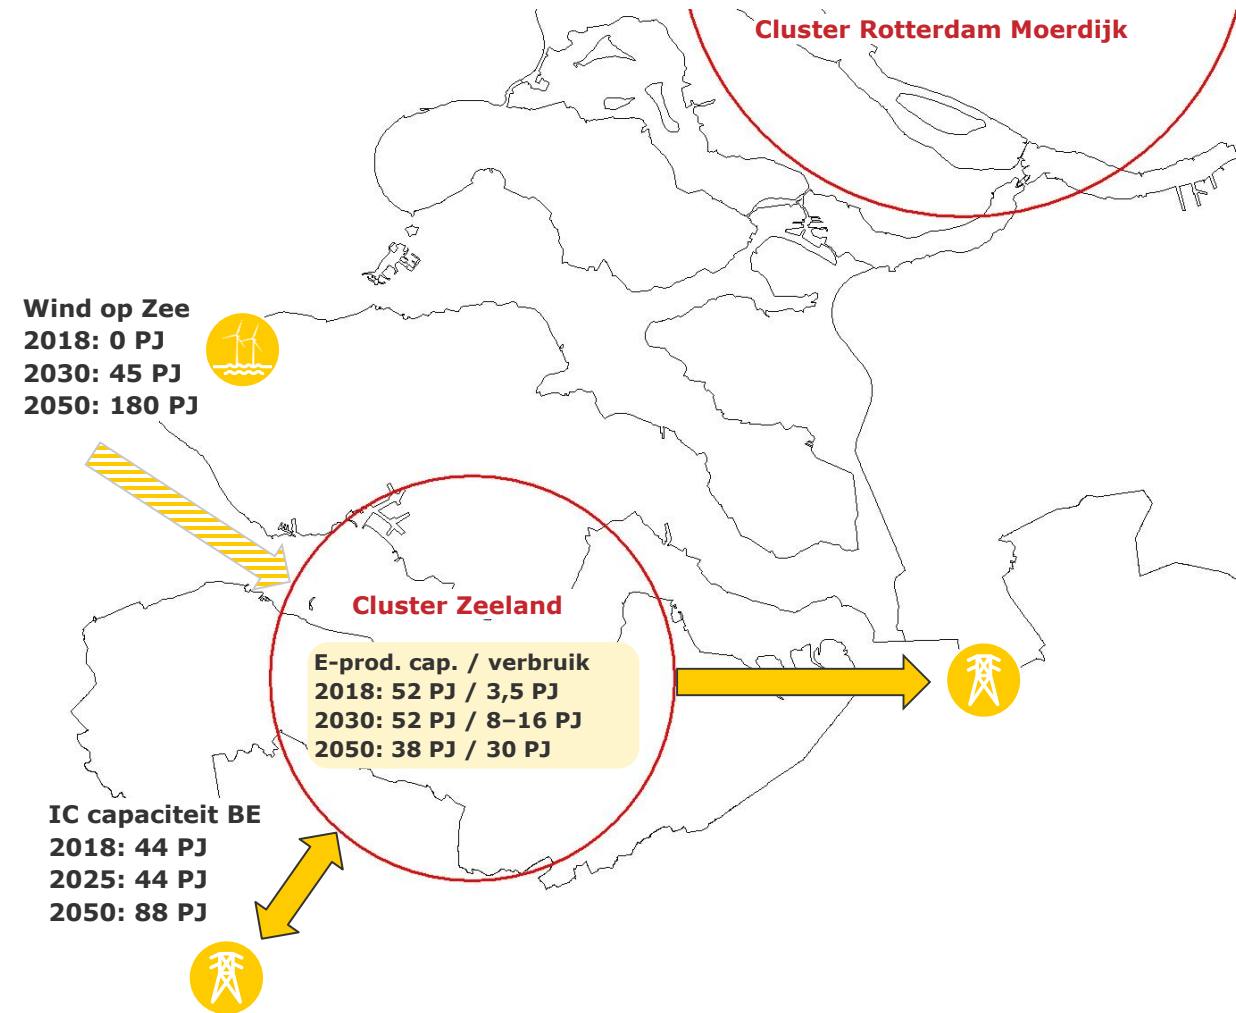 Cluster Rotterdam Moerdijk
Wind op Zee
2018: 0 PJ
2030: 45 PJ
2050: 180 PJ
Cluster Zeeland
E-prod. cap. / verbruik
2018: 52 PJ / 3,5 PJ
2030: 52 PJ / 8–16 PJ
2050: 38 PJ / 30 PJ
IC capaciteit BE
2018: 44 PJ
2025: 44 PJ
2050: 88 PJ